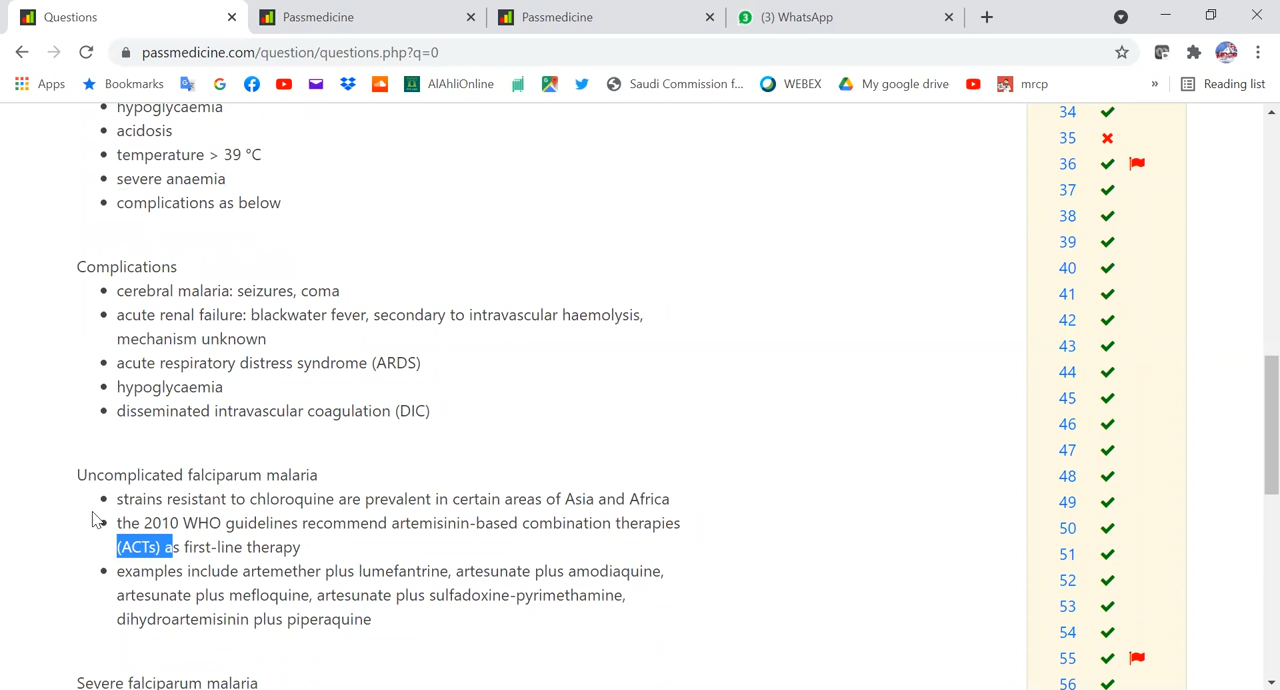 Questions
Passmedicine
Passmedicine
3
(3) WhatsApp
passmedicine.com/question/questions.php?q=0
Apps
Bookmarks
AlAhliOnline
Saudi Commission f...
WEBEX
My google drive
mrcp
»
Reading list
hypoglycaemia
acidosis
temperature > 39 °C
severe anaemia
complications as below
Complications
cerebral malaria: seizures, coma
acute renal failure: blackwater fever, secondary to intravascular haemolysis,
mechanism unknown
acute respiratory distress syndrome (ARDS)
hypoglycaemia
disseminated intravascular coagulation (DIC)
Uncomplicated falciparum malaria
strains resistant to chloroquine are prevalent in certain areas of Asia and Africa
the 2010 WHO guidelines recommend artemisinin-based combination therapies
(ACTs) as first-line therapy
examples include artemether plus lumefantrine, artesunate plus amodiaquine,
artesunate plus mefloquine, artesunate plus sulfadoxine-pyrimethamine,
dihydroartemisinin plus piperaquine
Severe falciparum malaria
34
35
36
37
38
39
40
41
42
43
44
45
46
47
48
49
50
51
52
53
54
55
56